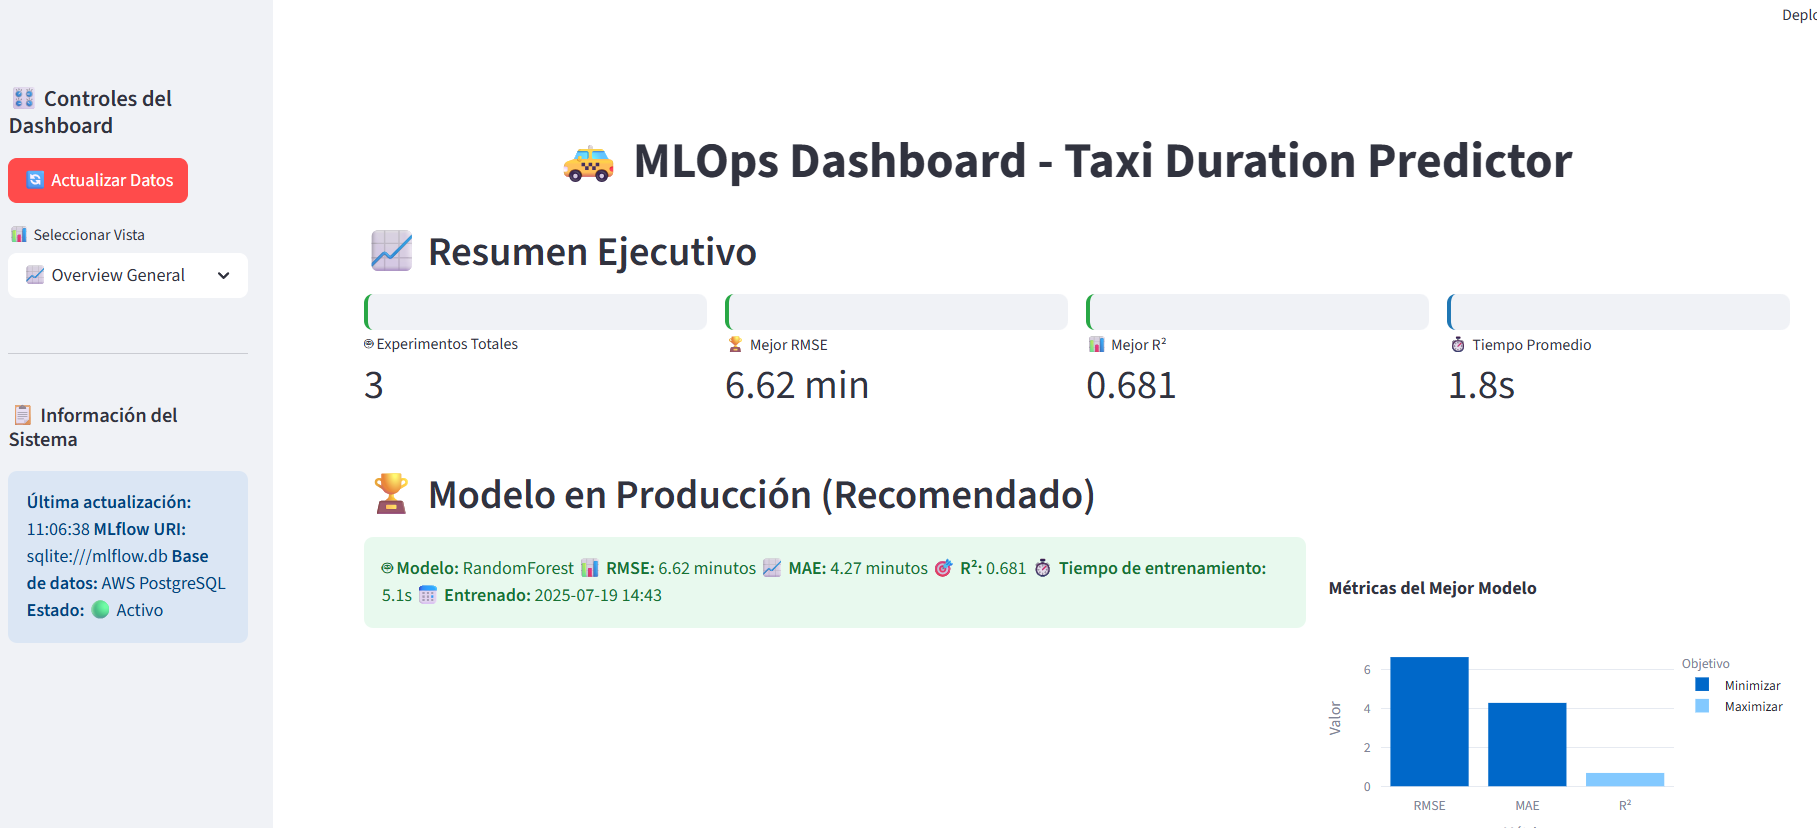 Deplo
Controles del
Dashboard
Actualizar Datos
Seleccionar Vista
Overview General
Información del
Sistema
Última actualización:
11:06:38 MLflow URI:
sqlite:///mlflow.db Base
de datos: AWS PostgreSQL
Estado: Activo
MLOps Dashboard - Taxi Duration Predictor
Resumen Ejecutivo
Experimentos Totales
3
Mejor RMSE
6.62 min
Mejor R²
0.681
Tiempo Promedio
1.8s
Modelo en Producción (Recomendado)
Modelo: RandomForest RMSE: 6.62 minutos MAE: 4.27 minutos R²: 0.681 Tiempo de entrenamiento:
5.1s Entrenado: 2025-07-19 14:43
Métricas del Mejor Modelo
Objetivo
Minimizar
Maximizar
Valor
6
4
2
0
RMSE
MAE
R²